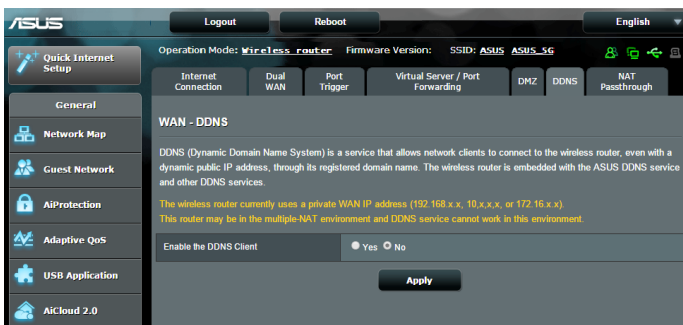 ASUS
Logout
Reboot
English
Quick Internet
Setup
General
Network Map
Guest Network
AiProtection
Adaptive QoS
USB Application
AiCloud 2.0
Operation Mode: Wireless router Firmware Version: SSID: ASUS ASUS_5G
Internet
Connection
Dual
WAN
Port
Trigger
Virtual Server / Port
Forwarding
DMZ
DDNS
NAT
Passthrough
WAN - DDNS
DDNS (Dynamic Domain Name System) is a service that allows network clients to connect to the wireless router, even with a
dynamic public IP address, through its registered domain name. The wireless router is embedded with the ASUS DDNS service
and other DDNS services.
The wireless router currently uses a private WAN IP address (192.168.x.x, 10,x,x,x, or 172.16.x.x).
This router may be in the multiple-NAT environment and DDNS service cannot work in this environment.
Enable the DDNS Client
Yes No
Apply